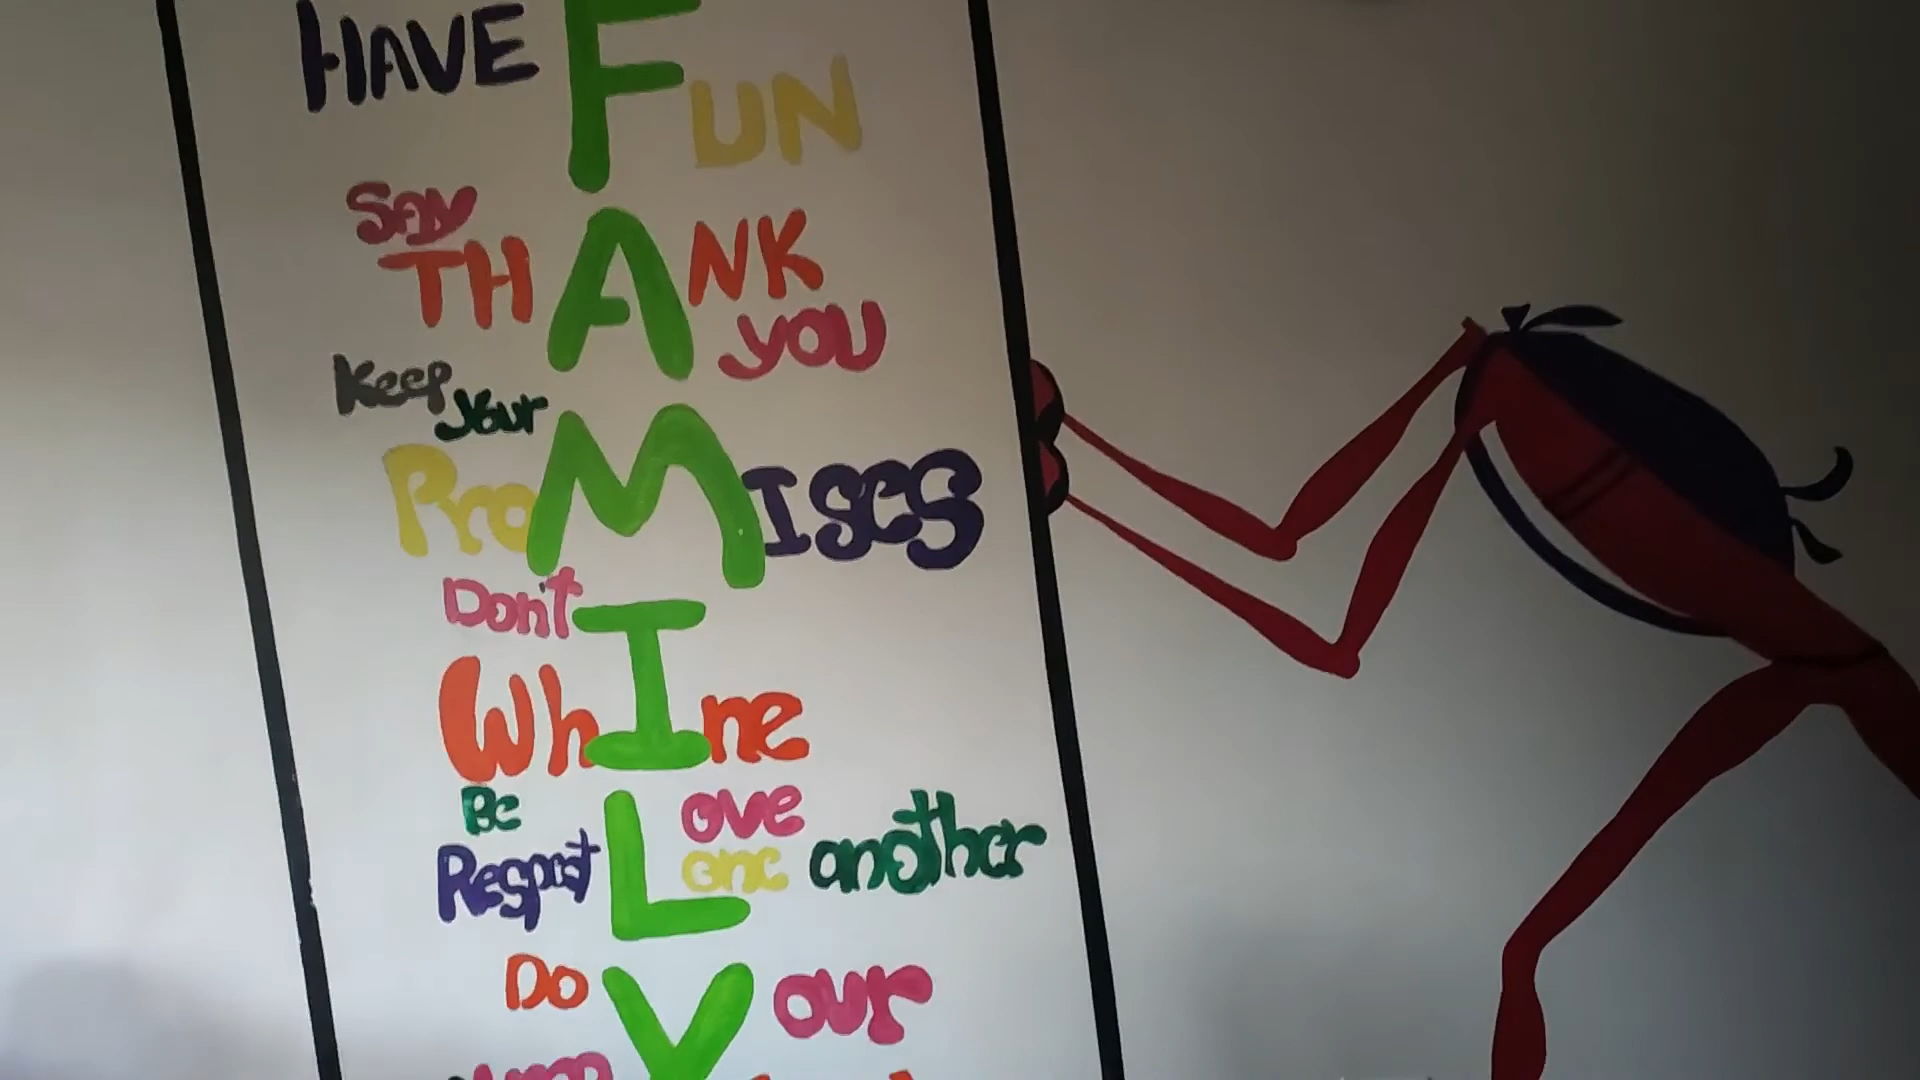 HAVE FUN
SAY
THANK
YOU
Keep
your
ProMISES
Don't
WhIne
Be Love
Respect one another
Do Your